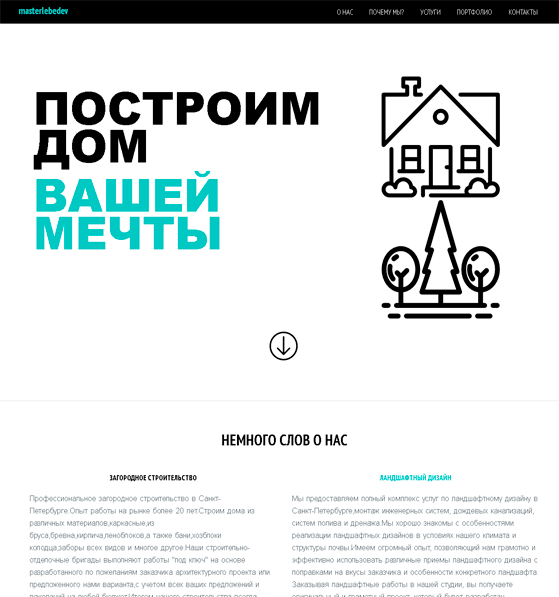 masterlebedev
О НАС ПОЧЕМУ МЫ? УСЛУГИ ПОРТФОЛИО КОНТАКТЫ
ПОСТРОИМ
ДОМ
ВАШЕЙ
МЕЧТЫ
НЕМНОГО СЛОВ О НАС
ЗАГОРОДНОЕ СТРОИТЕЛЬСТВО
Профессиональное загородное строительство в Санкт-
Петербурге.Опыт работы на рынке более 20 лет.Строим дома из
различных материалов,каркасные,из
бруса,бревна,кирпича,пеноблоков,а также бани,хозблоки
колодца,заборы всех видов и многое другое.Наши строительно-
отделочные бригады выполняют работы "под ключ" на основе
разработанного по пожеланиям заказчика архитектурного проекта или
предложенного нами варианта,с учетом всех ваших предложений и
ЛАНДШАФТНЫЙ ДИЗАЙН
Мы предоставляем полный комплекс услуг по ландшафтному дизайну в
Санкт-Петербурге,монтаж инженерных систем, дождевых канализаций,
систем полива и дренажа.Мы хорошо знакомы с особенностями
реализации ландшафтных дизайнов в условиях нашего климата и
структуры почвы.Имеем огромный опыт, позволяющий нам грамотно и
эффективно использовать различные приемы ландшафтного дизайна с
поправками на вкусы заказчика и особенности конкретного ландшафта.
Заказывая ландшафтные работы в нашей студии, вы получаете